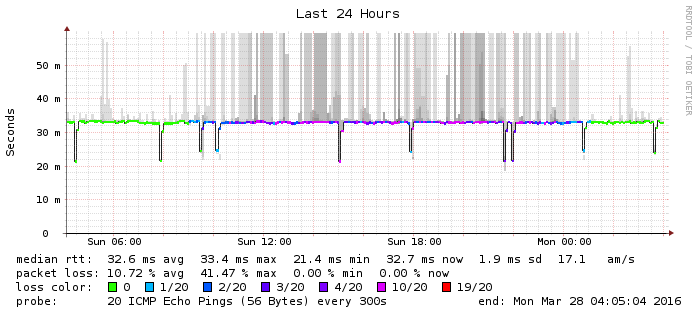 Last 24 Hours
RRDTOOL / TOBI OETIKER
Seconds
50 m
40 m
30 m
20 m
10 m
0
Sun 06:00 Sun 12:00 Sun 18:00 Mon 00:00
median rtt: 32.6 ms avg 33.4 ms max 21.4 ms min 32.7 ms now 1.9 ms sd 17.1 am/s
packet loss: 10.72 % avg 41.47 % max 0.00 % min 0.00 % now
loss color: 0 1/20 2/20 3/20 4/20 10/20 19/20
probe: 20 ICMP Echo Pings (56 Bytes) every 300s end: Mon Mar 28 04:05:04 2016